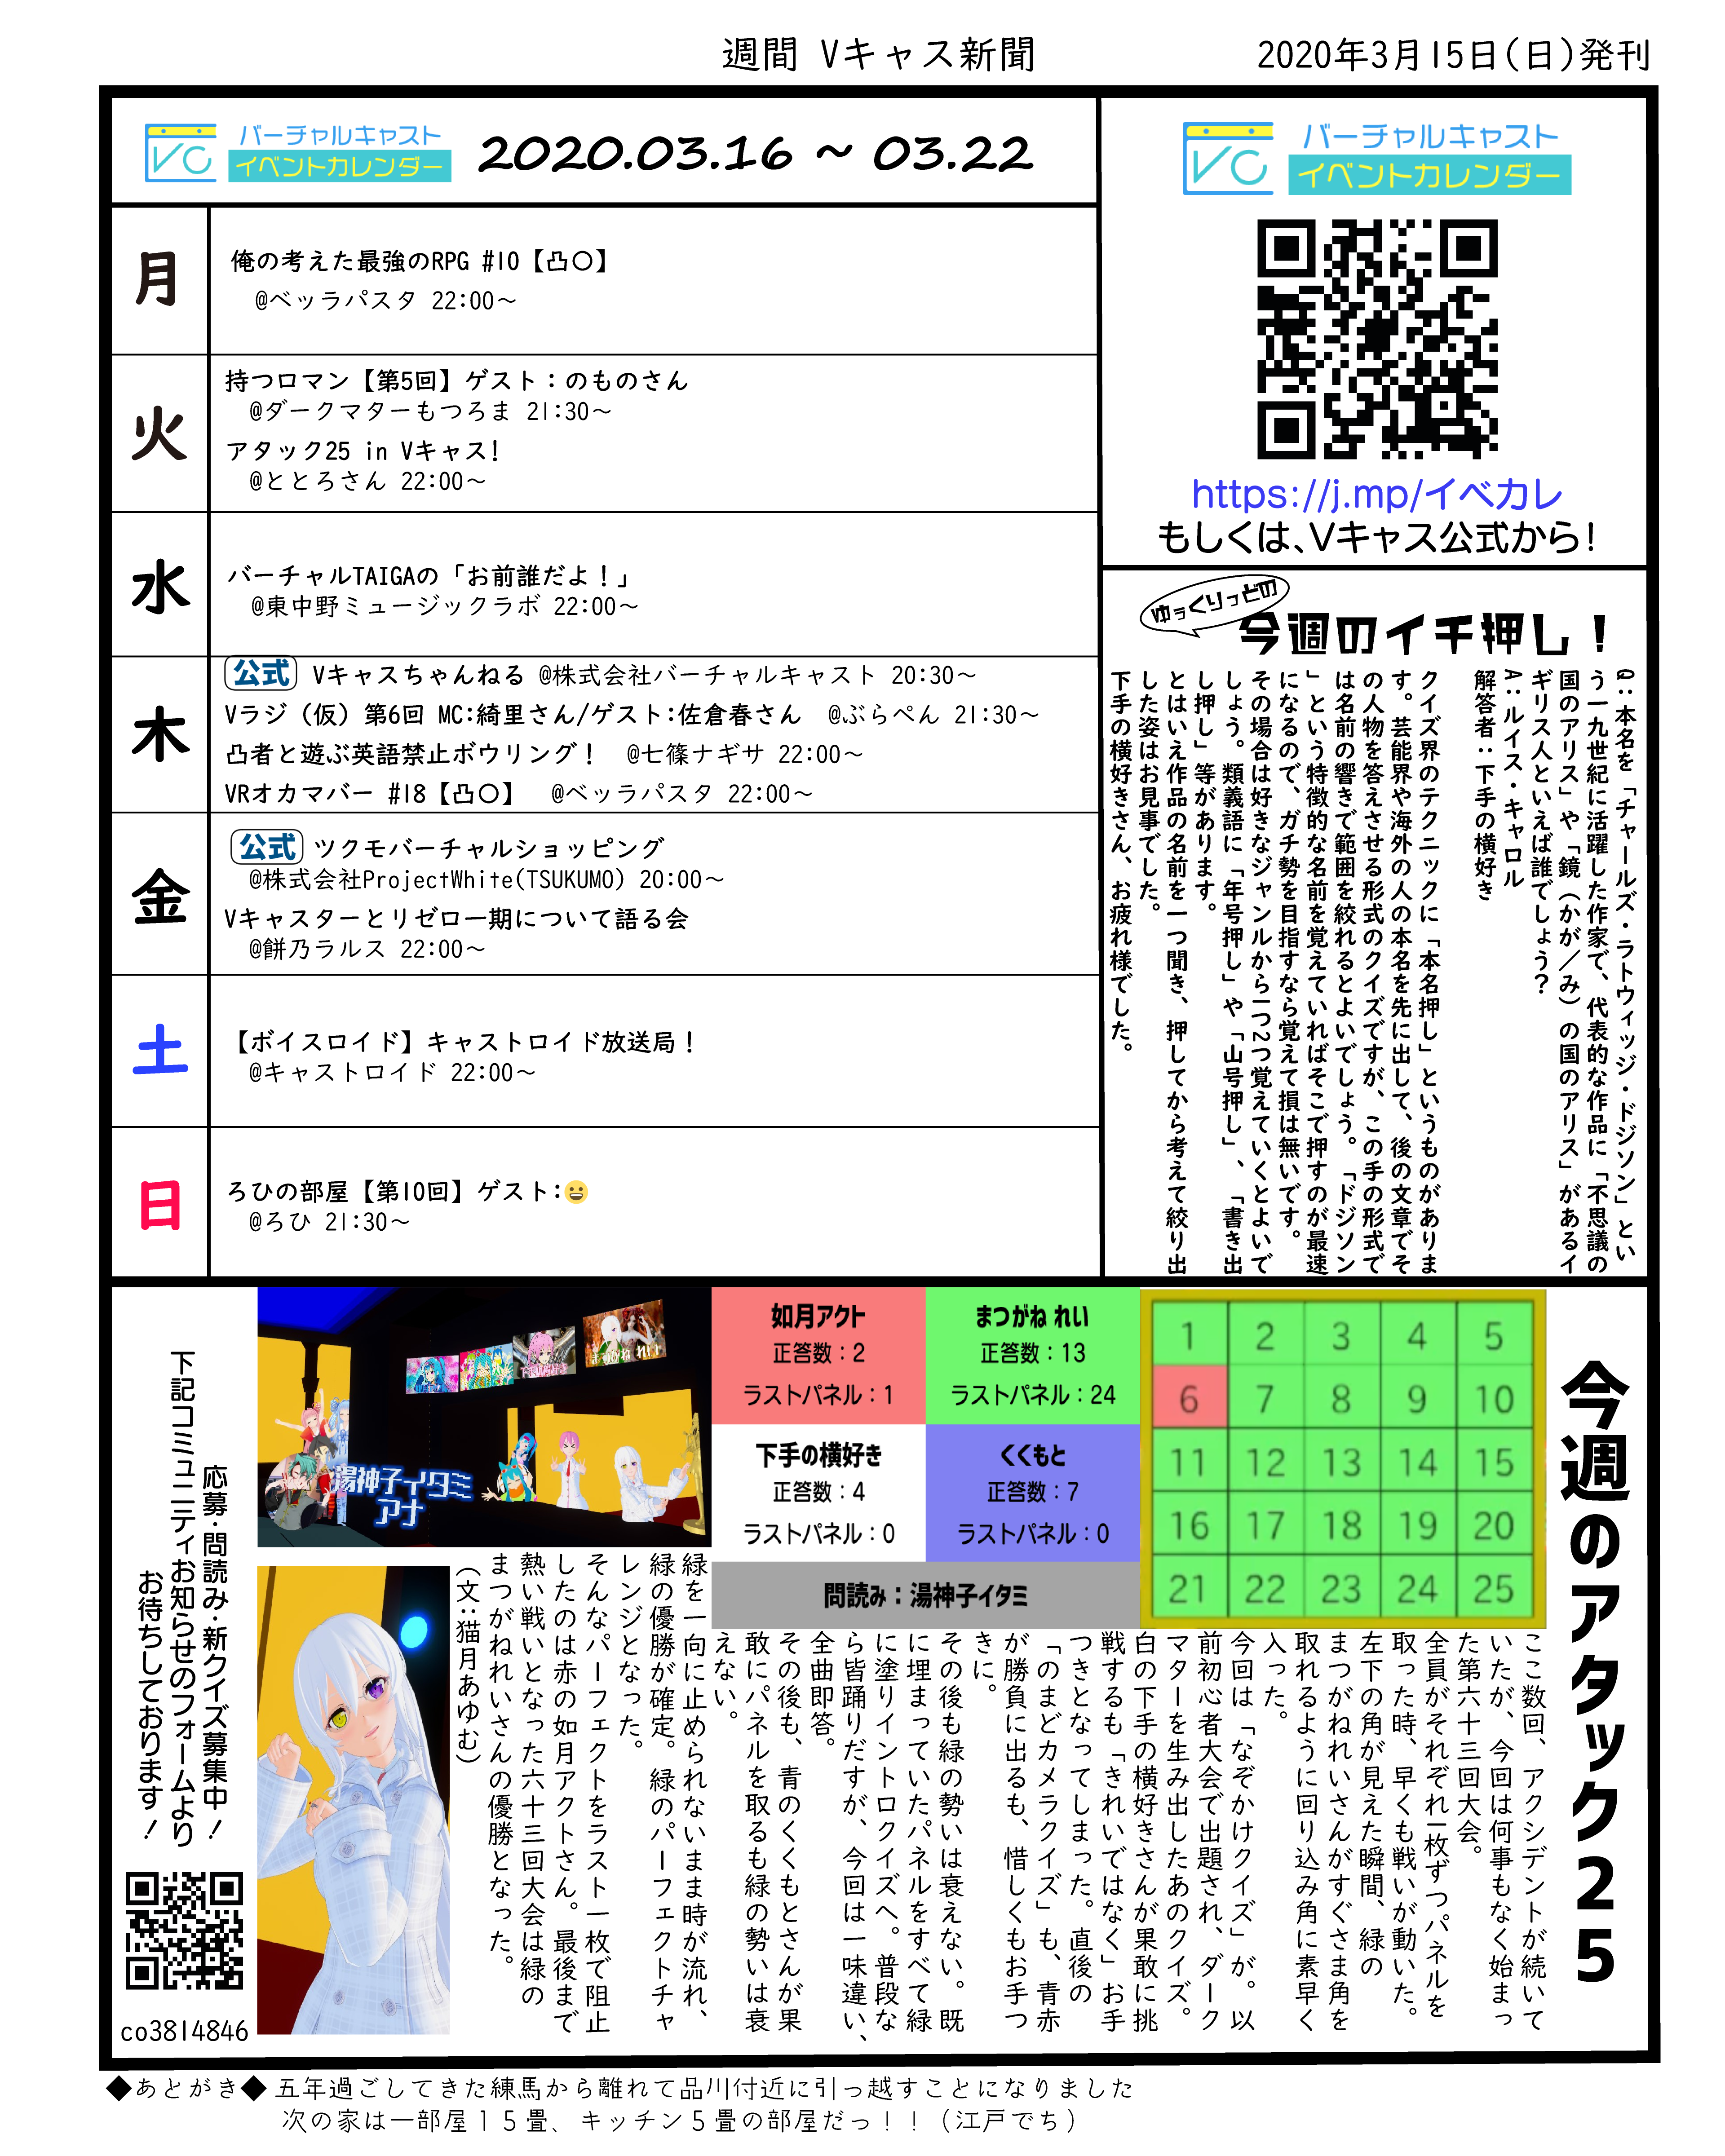 週間 Vキャス新聞
2020年3月15日(日)発刊
バーチャルキャスト
イベントカレンダー
2020.03.16 ~ 03.22
月
俺の考えた最強のRPG #10【凸〇】
@ベッラパスタ 22:00～
火
持つロマン【第5回】ゲスト：のものさん
@ダークマターもつろま 21:30～
アタック25 in Vキャス!
@ととろさん 22:00～
水
バーチャルTAIGAの「お前誰だよ！」
@東中野ミュージックラボ 22:00～
木
公式 Vキャスちゃんねる @株式会社バーチャルキャスト 20:30～
Vラジ（仮）第6回 MC:綺里さん/ゲスト:佐倉春さん @ぶらぺん 21:30～
凸者と遊ぶ英語禁止ボウリング！ @七篠ナギサ 22:00～
VRオカマバー #18【凸〇】 @ベッラパスタ 22:00～
金
公式 ツクモバーチャルショッピング
@株式会社ProjectWhite(TSUKUMO) 20:00～
Vキャスターとリゼロ一期について語る会
@餅乃ラルス 22:00～
土
【ボイスロイド】キャストロイド放送局！
@キャストロイド 22:00～
日
ろひの部屋【第10回】ゲスト:😀
@ろひ 21:30～
バーチャルキャスト
イベントカレンダー
https://j.mp/イベカレ
もしくは、Vキャス公式から!
ゆっくりっどの
今週のイチ押し！
Q：本名を「チャールズ・ラトウィッジ・ドジソン」とい
う一九世紀に活躍した作家で、代表的な作品に「不思議の
国のアリス」や「鏡（かが／み）の国のアリス」があるイ
ギリス人といえば誰でしょう？
A：ルイス・キャロル
解答者：下手の横好き
クイズ界のテクニックに「本名押し」というものがありま
す。芸能界や海外の人の本名を先に出して、後の文章でそ
の人物を答えさせる形式のクイズですが、この手の形式で
は名前の響きで範囲を絞れるとよいでしょう。「ドジソン
」という特徴的な名前を覚えていればそこで押すのが最速
になるので、ガチ勢を目指すなら覚えて損は無いです。
その場合は好きなジャンルから一つ2つ覚えていくとよいで
しょう。類義語に「年号押し」や「山号押し」、「書き出
し押し」等があります。
とはいえ作品の名前を一つ聞き、押してから考えて絞り出
した姿はお見事でした。
下手の横好きさん、お疲れ様でした。
今週のアタック25
1 2 3 4 5
6 7 8 9 10
11 12 13 14 15
16 17 18 19 20
21 22 23 24 25
如月アクト
正答数：2
ラストパネル：1
まつがね れい
正答数：13
ラストパネル：24
下手の横好き
正答数：4
ラストパネル：0
くくもと
正答数：7
ラストパネル：0
問読み：湯神子イタミ
まつがね れい
湯神子イタミ
アナ
ここ数回、アクシデントが続いて
いたが、今回は何事もなく始まっ
た第六十三回大会。
全員がそれぞれ一枚ずつパネルを
取った時、早くも戦いが動いた。
左下の角が見えた瞬間、緑の
まつがねれいさんがすぐさま角を
取れるように回り込み角に素早く
入った。
今回は「なぞかけクイズ」が。以
前初心者大会で出題され、ダーク
マターを生み出したあのクイズ。
白の下手の横好きさんが果敢に挑
戦するも「きれいではなく」お手
つきとなってしまった。直後の
「のまどカメラクイズ」も、青赤
が勝負に出るも、惜しくもお手つ
きに。
その後も緑の勢いは衰えない。既
に埋まっていたパネルをすべて緑
に塗りイントロクイズへ。普段な
ら皆踊りだすが、今回は一味違い、
全曲即答。
その後も、青のくくもとさんが果
敢にパネルを取るも緑の勢いは衰
えない。
緑を一向に止められないまま時が流れ、
緑の優勝が確定。緑のパーフェクトチャ
レンジとなった。
そんなパーフェクトをラスト一枚で阻止
したのは赤の如月アクトさん。最後まで
熱い戦いとなった六十三回大会は緑の
まつがねれいさんの優勝となった。
（文：猫月あゆむ）
応募・問読み・新クイズ募集中！
下記コミュニティお知らせのフォームより
お待ちしております！
co3814846
◆あとがき◆ 五年過ごしてきた練馬から離れて品川付近に引っ越すことになりました
次の家は一部屋１５畳、キッチン５畳の部屋だっ！！（江戸でち）